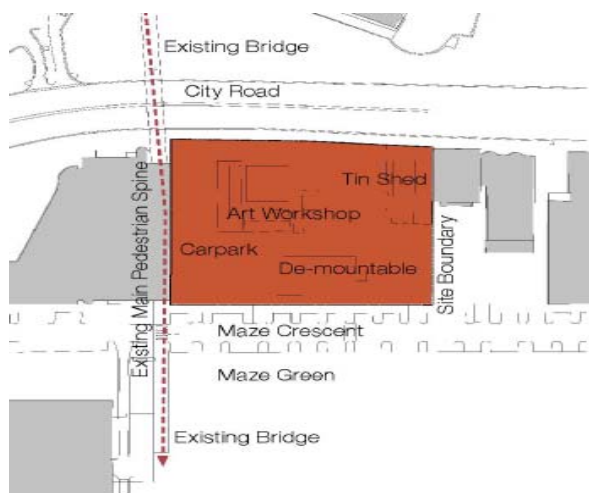 Existing Bridge
City Road
Tin Shed
Art Workshop
Existing Main Pedestrian Spine
Carpark
De-mountable
Site Boundary
Maze Crescent
Maze Green
Existing Bridge